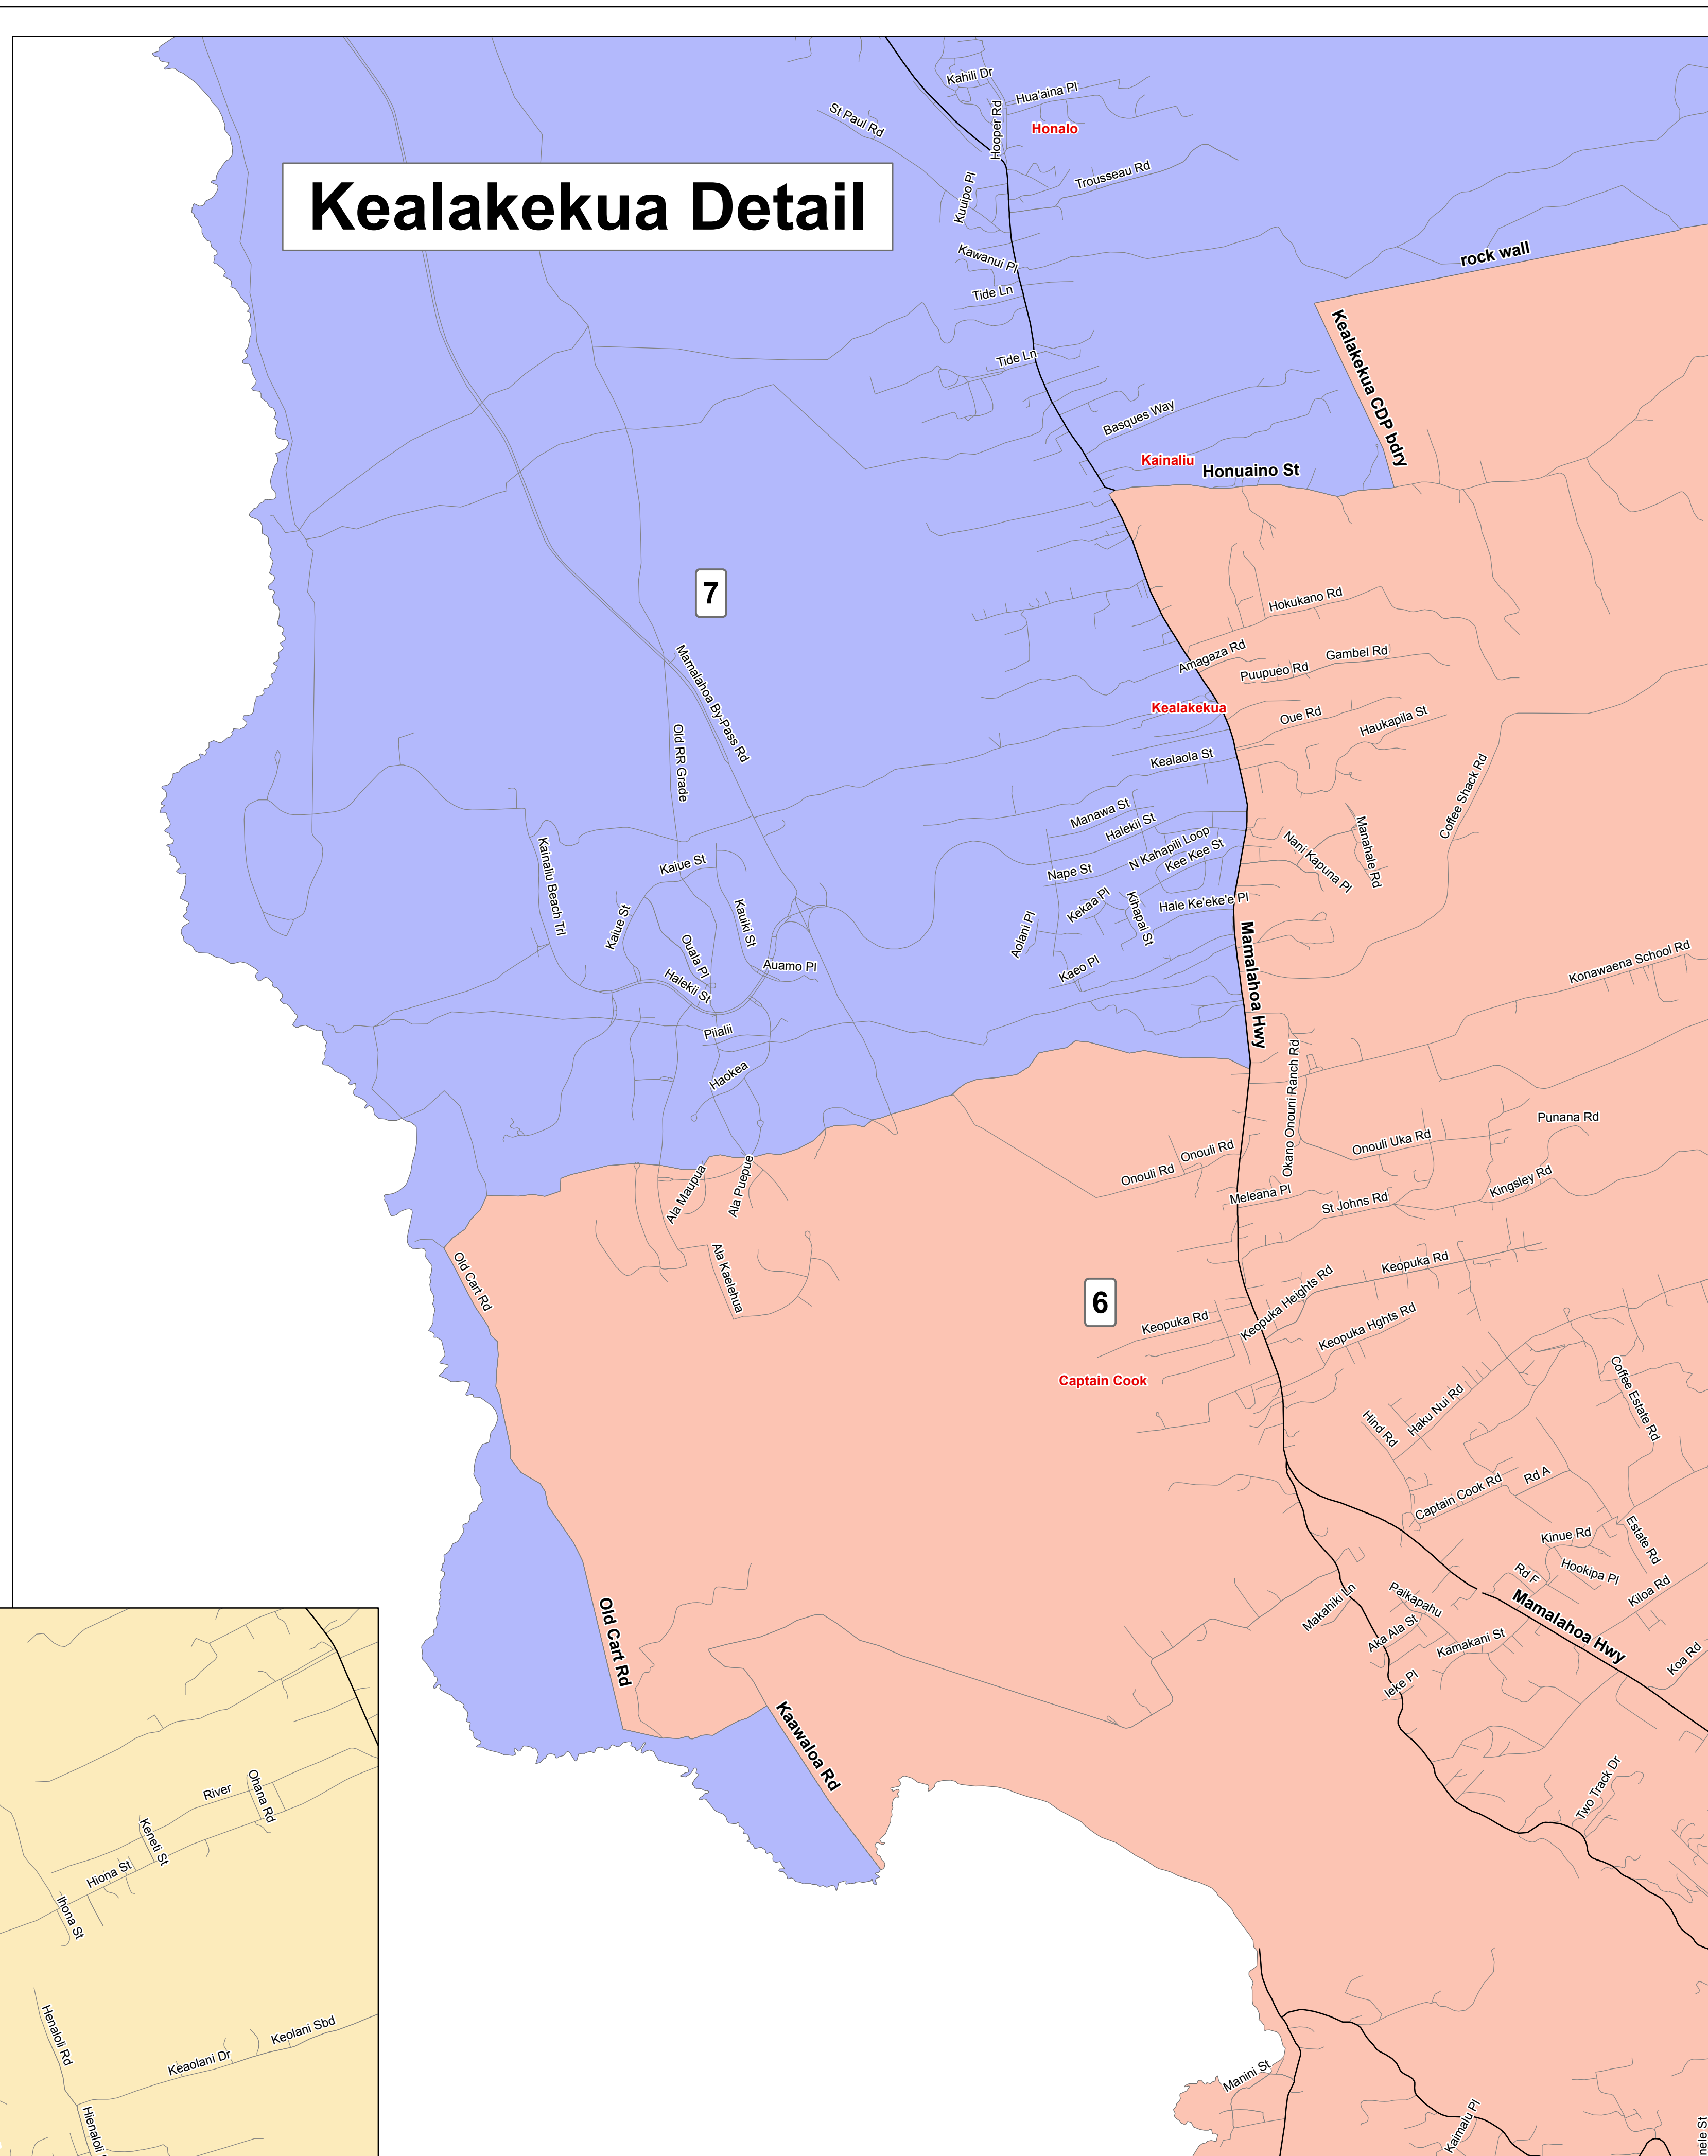 Kahili Dr
Hua'aina Pl
St Paul Rd
Hooper Rd
Honalo
Kealakekua Detail
Trousseau Rd
Kuuipo Pl
Kawanui Pl
rock wall
Tide Ln
Tide Ln
Kealakekua CDP bdry
Basques Way
Kainaliu
Honuaino St
7
Hokukano Rd
Mamalahoa By-Pass Rd
Amagaza Rd
Gambel Rd
Puupueo Rd
Kealakekua
Oue Rd
Haukapila St
Old RR Grade
Kealaola St
Coffee Shack Rd
Manawa St
Halekii St
Manahale Rd
Nani Kapuna Pl
N Kahapili Loop
Kee Kee St
Kainaliu Beach Trl
Kaiue St
Nape St
Kekaa Pl
Kihapai St
Hale Ke'eke'e Pl
Kaiue St
Kauiki St
Aolani Pl
Ouala Pl
Auamo Pl
Kaeo Pl
Mamalahoa Hwy
Konawaena School Rd
Halekii St
Piialii
Haokea
Okano Onouni Ranch Rd
Punana Rd
Onouli Uka Rd
Onouli Rd
Onouli Rd
Ala Maupua
Ala Puepue
Meleana Pl
St Johns Rd
Kingsley Rd
Old Cart Rd
Ala Kaelehua
Keopuka Rd
6
Keopuka Heights Rd
Keopuka Rd
Keopuka Hghts Rd
Captain Cook
Coffee Estate Rd
Hind Rd
Haku Nui Rd
Captain Cook Rd
Rd A
Kinue Rd
Estate Rd
Hookipa Pl
Rd F
Kiloa Rd
Old Cart Rd
Makahiki Ln
Paikapahu
Aka Ala St
Kamakani St
Mamalahoa Hwy
Koa Rd
Ieke Pl
Kaawaloa Rd
Two Track Dr
River
Ohana Rd
Keneti St
Hiona St
Ihona St
Henaloli Rd
Keolani Sbd
Keaolani Dr
Manini St
Hienaloli
Kaimalu Pl